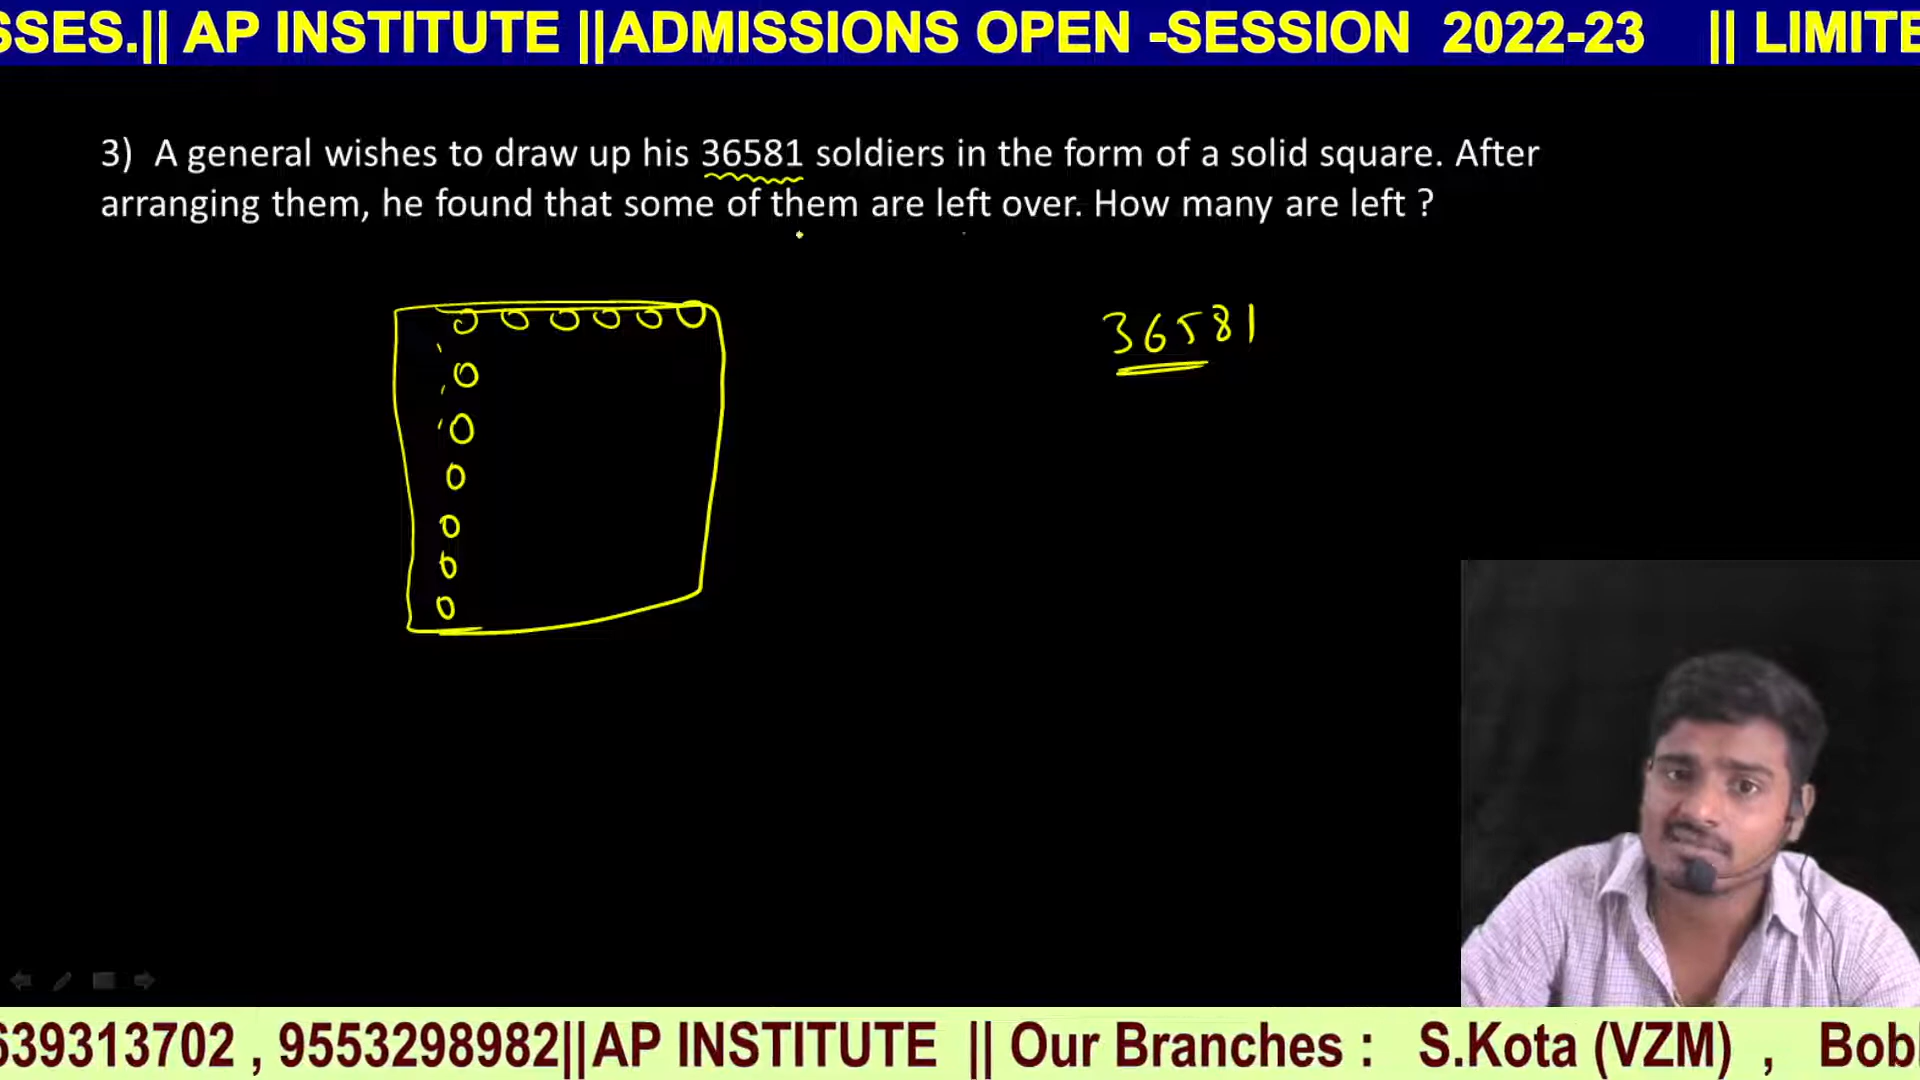 SSES.|| AP INSTITUTE ||ADMISSIONS OPEN -SESSION 2022-23 || LIMITE
3) A general wishes to draw up his 36581 soldiers in the form of a solid square. After
arranging them, he found that some of them are left over. How many are left ?
36581
639313702 , 9553298982||AP INSTITUTE || Our Branches : S.Kota (VZM) , Bobl